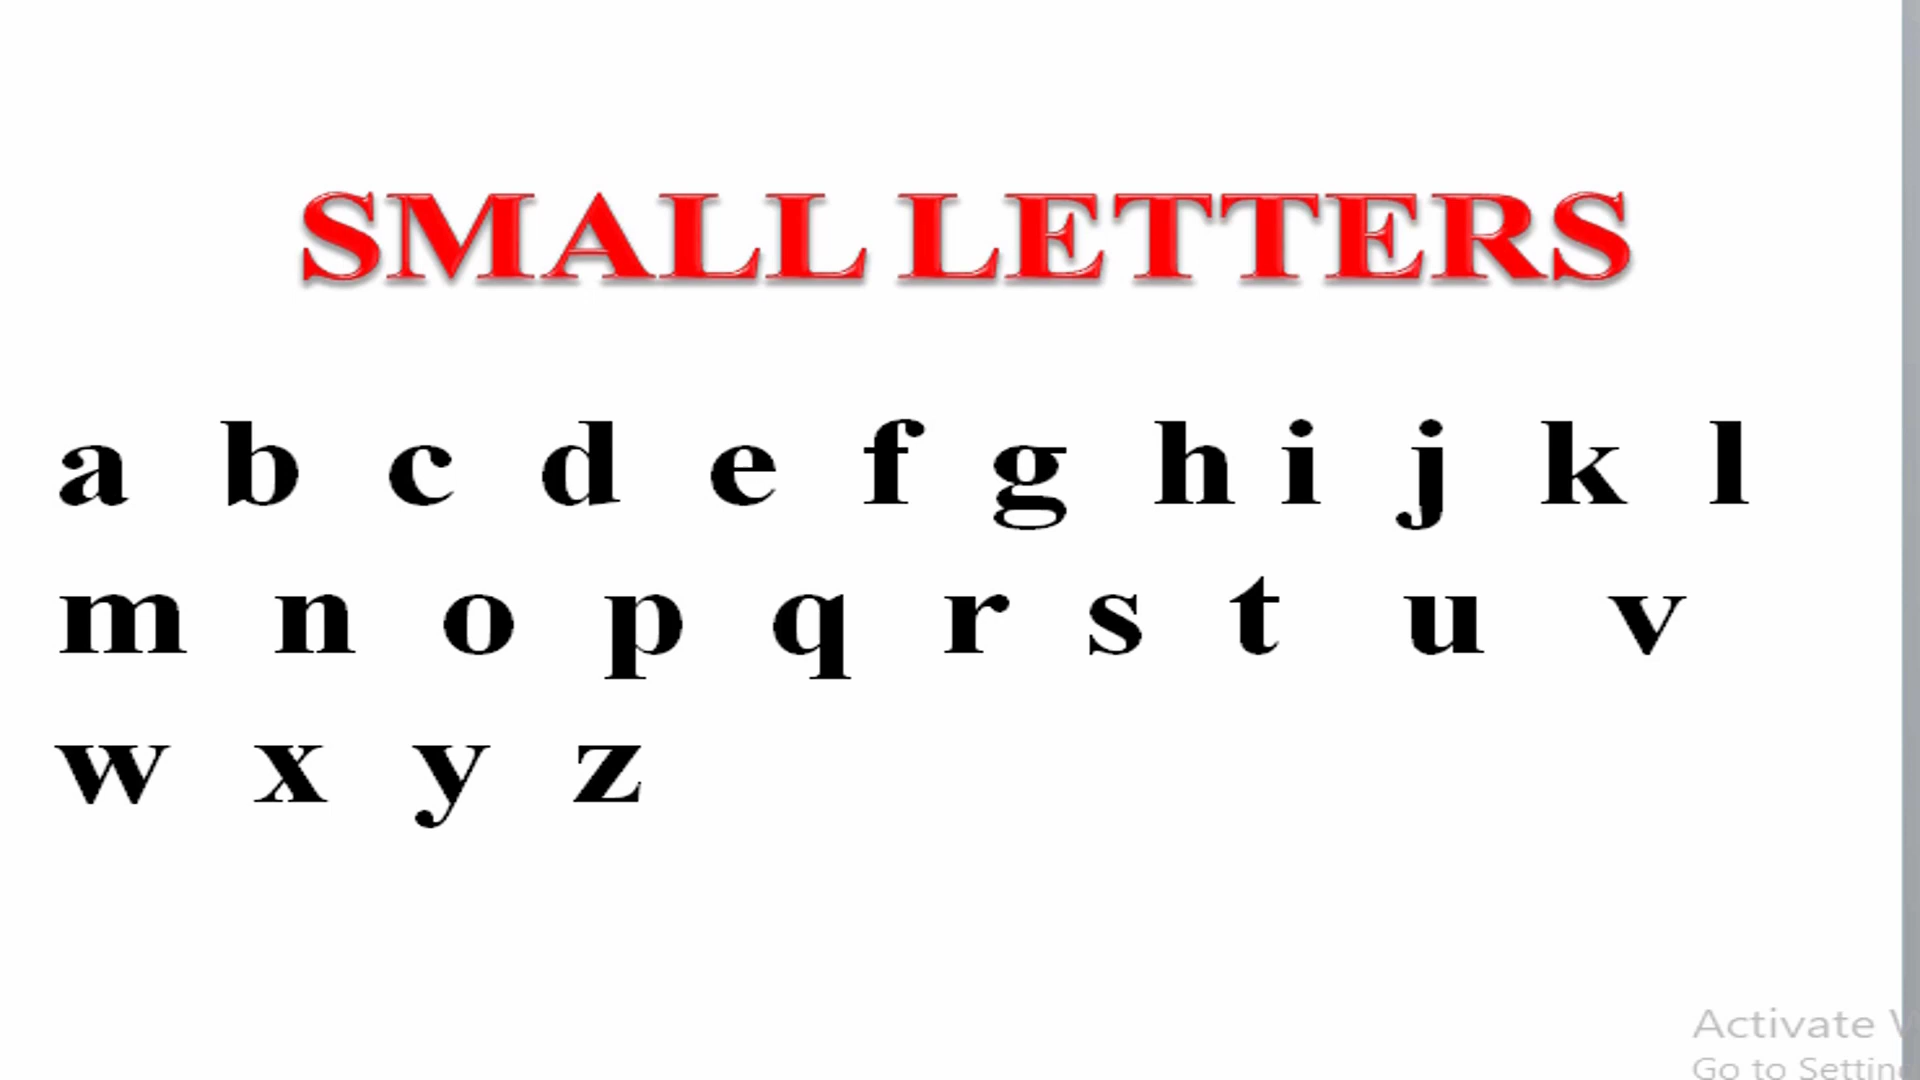 SMALL LETTERS
a b c d e f g h i j k l
m n o p q r s t u v
w x y z
Activate
Go to